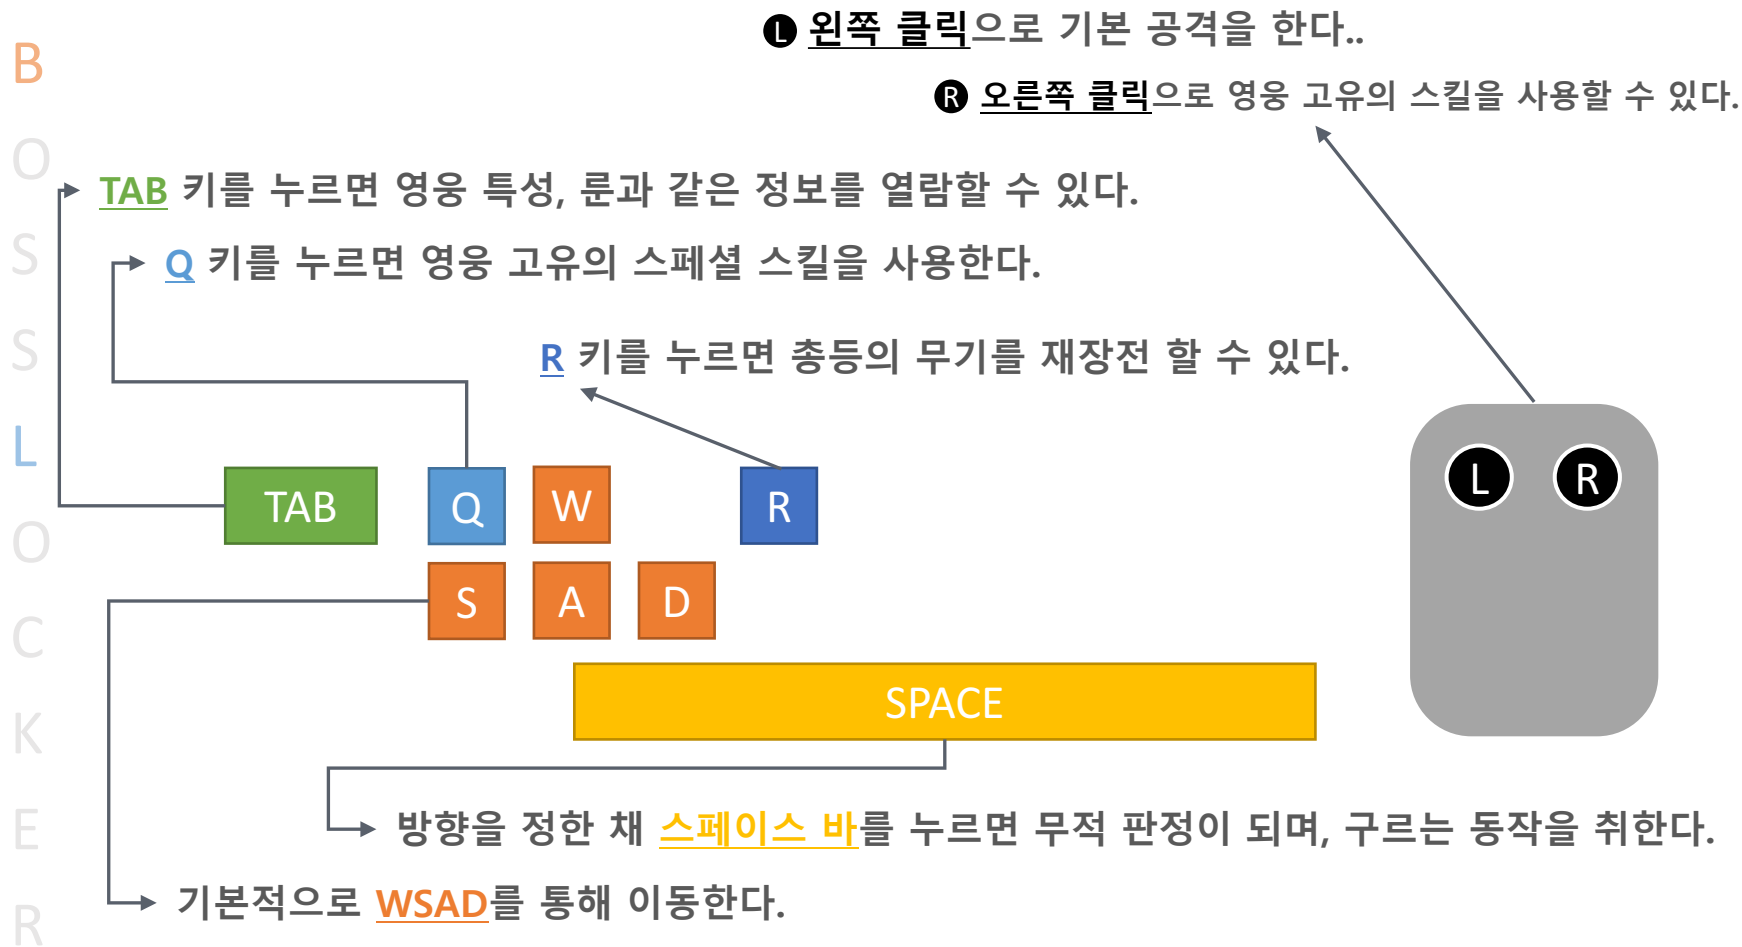 B
O
S
S
L
O
C
K
E
R
L 왼쪽 클릭으로 기본 공격을 한다..
R 오른쪽 클릭으로 영웅 고유의 스킬을 사용할 수 있다.
TAB 키를 누르면 영웅 특성, 룬과 같은 정보를 열람할 수 있다.
Q 키를 누르면 영웅 고유의 스페셜 스킬을 사용한다.
R 키를 누르면 총등의 무기를 재장전 할 수 있다.
L R
TAB Q W R
S A D
SPACE
방향을 정한 채 스페이스 바를 누르면 무적 판정이 되며, 구르는 동작을 취한다.
기본적으로 WSAD를 통해 이동한다.